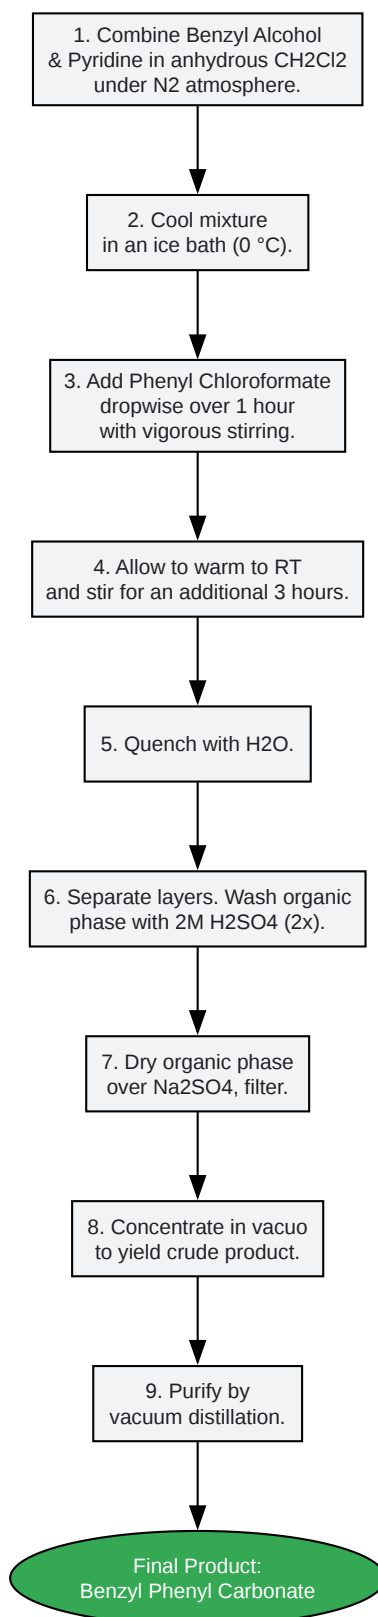 1. Combine Benzyl Alcohol
& Pyridine in anhydrous CH2Cl2
under N2 atmosphere.
2. Cool mixture
in an ice bath (0 °C).
3. Add Phenyl Chloroformate
dropwise over 1 hour
with vigorous stirring.
4. Allow to warm to RT
and stir for an additional 3 hours.
5. Quench with H2O.
6. Separate layers. Wash organic
phase with 2M H2SO4 (2x).
7. Dry organic phase
over Na2SO4, filter.
8. Concentrate in vacuo
to yield crude product.
9. Purify by
vacuum distillation.
Final Product:
Benzyl Phenyl Carbonate